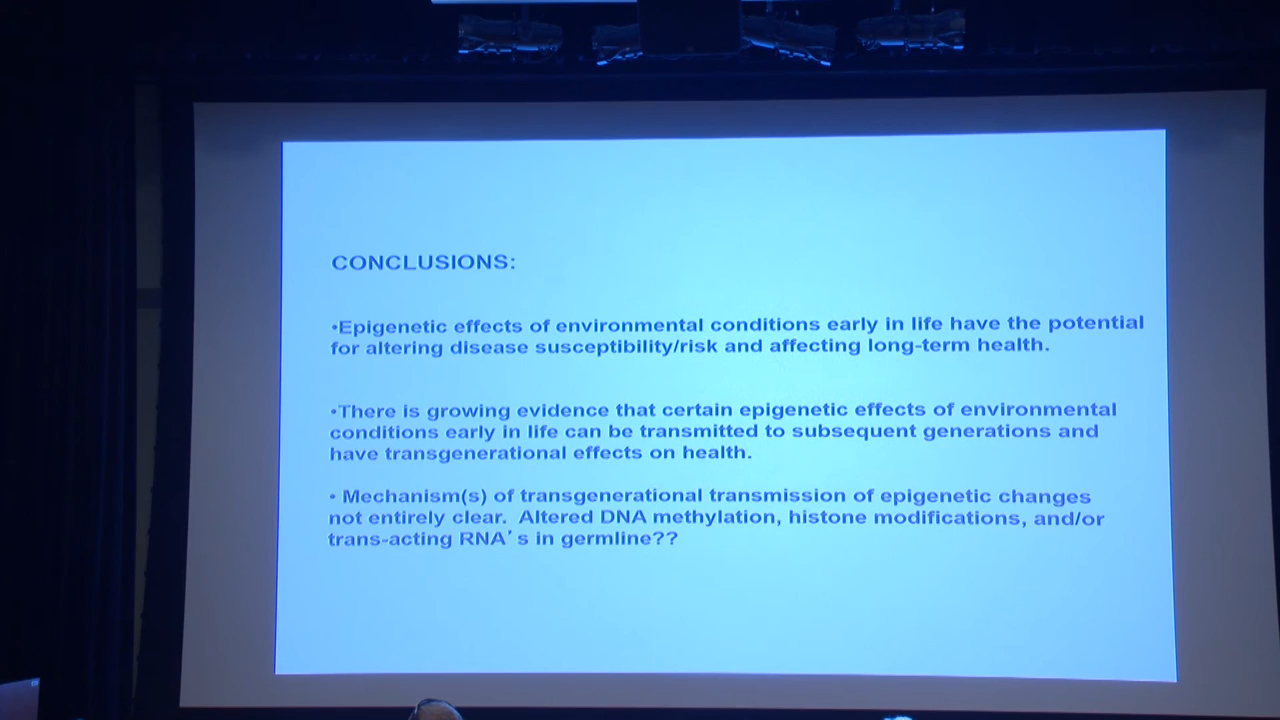 CONCLUSIONS:
•Epigenetic effects of environmental conditions early in life have the potential
for altering disease susceptibility/risk and affecting long-term health.
•There is growing evidence that certain epigenetic effects of environmental
conditions early in life can be transmitted to subsequent generations and
have transgenerational effects on health.
• Mechanism(s) of transgenerational transmission of epigenetic changes
not entirely clear.  Altered DNA methylation, histone modifications, and/or
trans-acting RNA’s in germline??